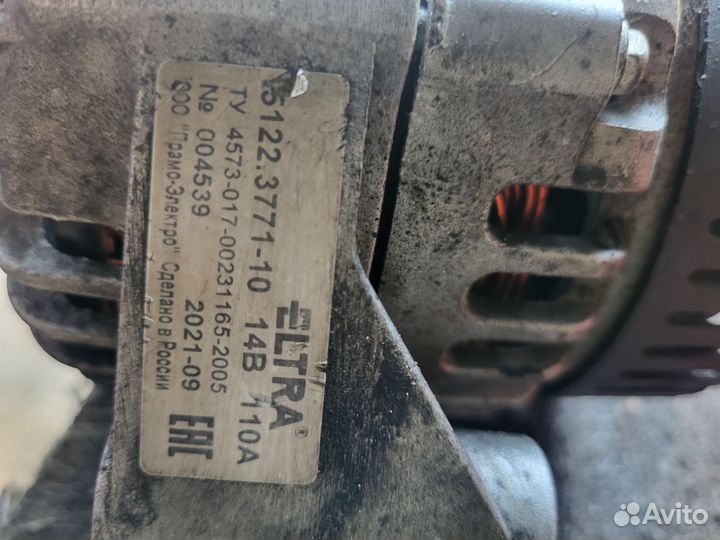 ELTRA®
5122.3771-10 14В 110А
ТУ 4573-017-00231165-2005
№ 004539 2021-09
ООО "Прамо-Электро" Сделано в России
EAC
Avito